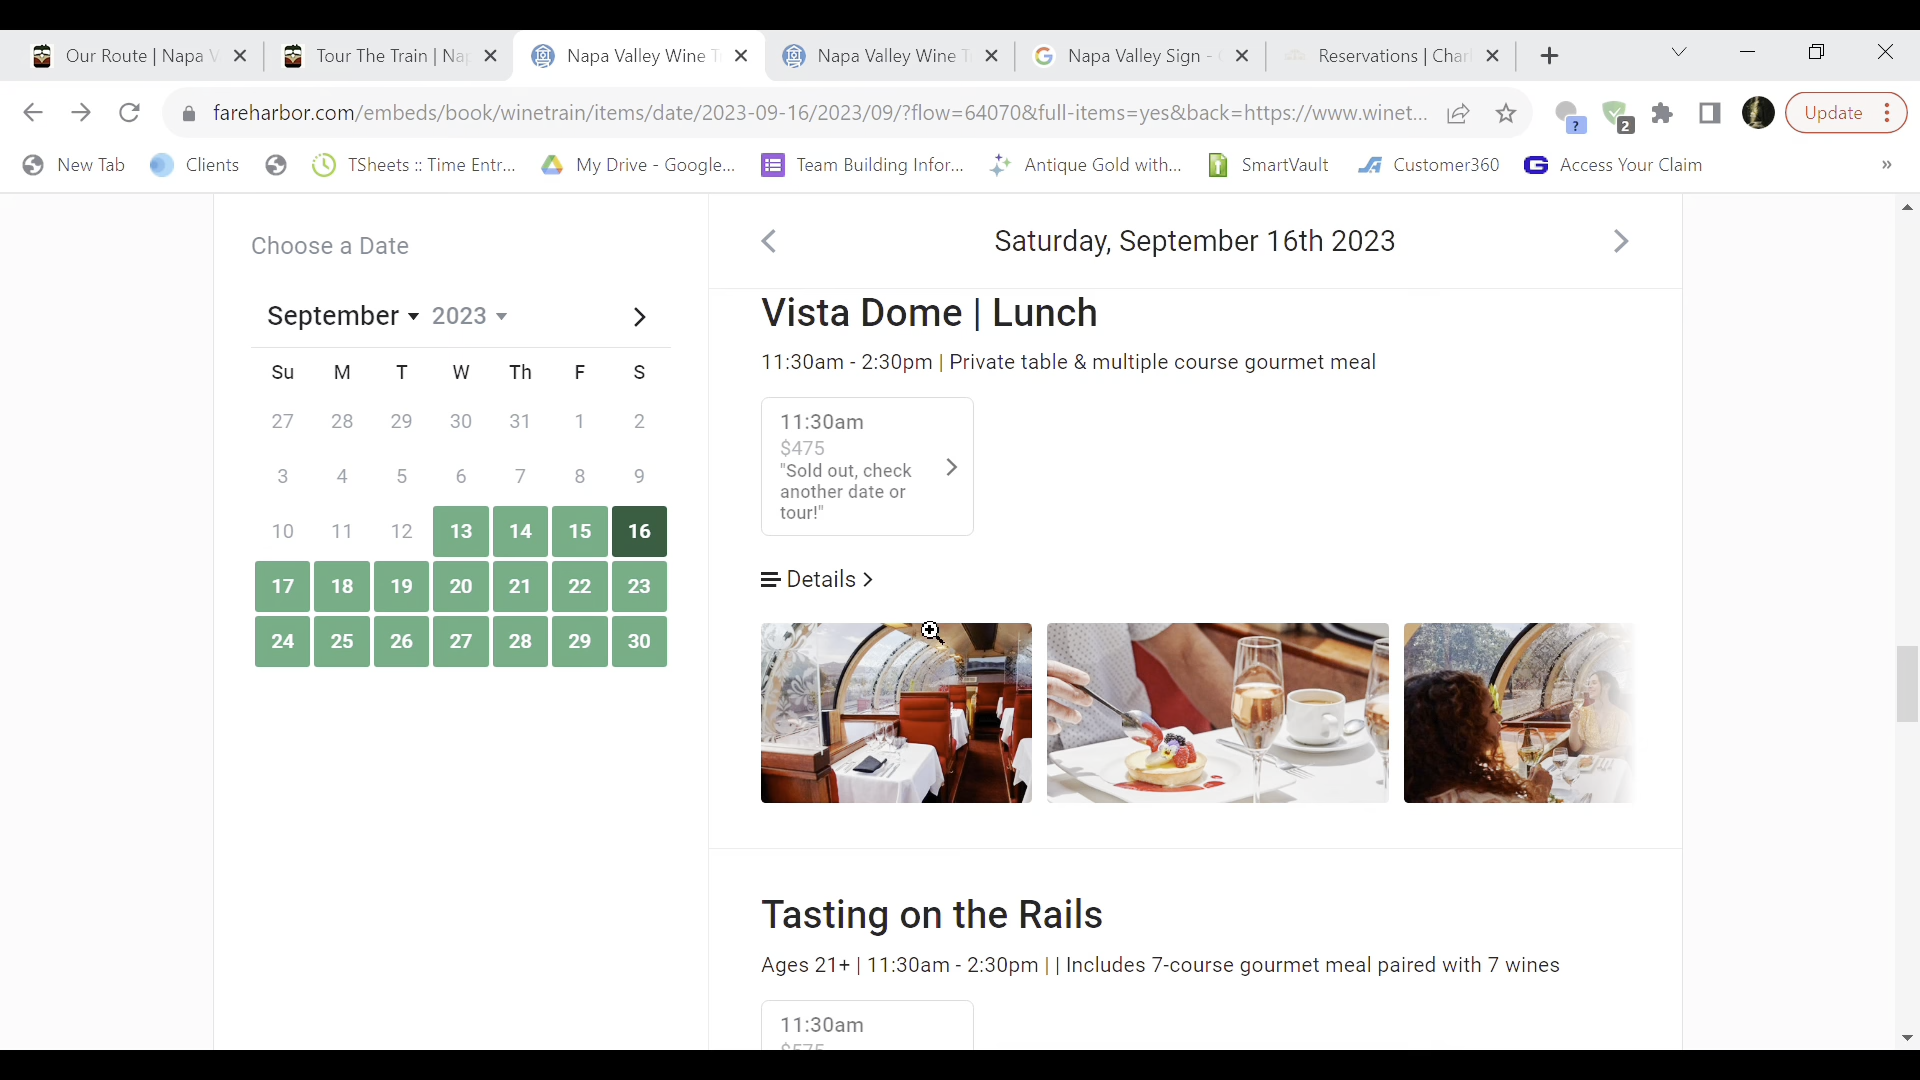 Our Route | Napa V
Tour The Train | Nap
Napa Valley Wine T
Napa Valley Wine T
Napa Valley Sign -
Reservations | Charl
fareharbor.com/embeds/book/winetrain/items/date/2023-09-16/2023/09/?flow=64070&full-items=yes&back=https://www.winet...
?
2
Update
New Tab
Clients
TSheets :: Time Entr...
My Drive - Google...
Team Building Infor...
Antique Gold with...
SmartVault
Customer360
Access Your Claim
»
Choose a Date
September 2023
Su M T W Th F S
27 28 29 30 31 1 2
3 4 5 6 7 8 9
10 11 12 13 14 15 16
17 18 19 20 21 22 23
24 25 26 27 28 29 30
Saturday, September 16th 2023
Vista Dome | Lunch
11:30am - 2:30pm | Private table & multiple course gourmet meal
11:30am
$475
"Sold out, check
another date or
tour!"
Details
Tasting on the Rails
Ages 21+ | 11:30am - 2:30pm | | Includes 7-course gourmet meal paired with 7 wines
11:30am
$575